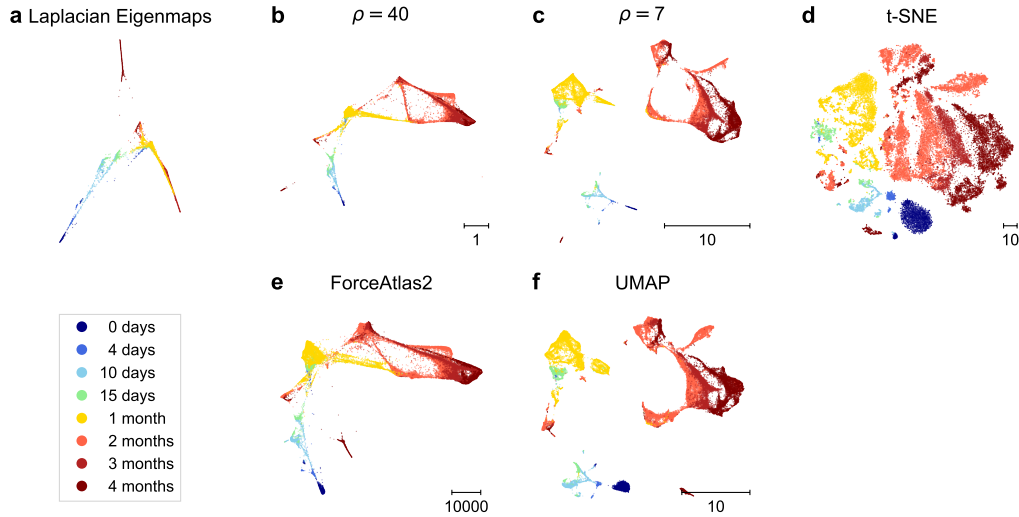 a Laplacian Eigenmaps
b ρ = 40
c ρ = 7
d t-SNE
1
10
10
e ForceAtlas2
f UMAP
0 days
4 days
10 days
15 days
1 month
2 months
3 months
4 months
10000
10